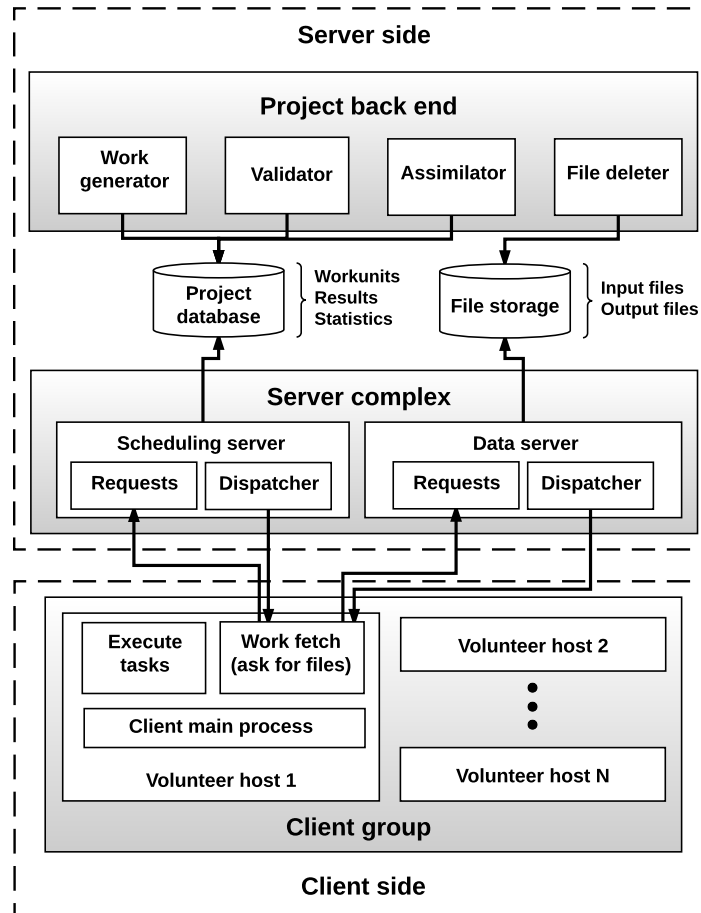 Server side
Project back end
Work
generator
Validator
Assimilator
File deleter
Project
database
Workunits
Results
Statistics
File storage
Input files
Output files
Server complex
Scheduling server
Requests
Dispatcher
Data server
Requests
Dispatcher
Execute
tasks
Work fetch
(ask for files)
Client main process
Volunteer host 1
Volunteer host 2
Volunteer host N
Client group
Client side